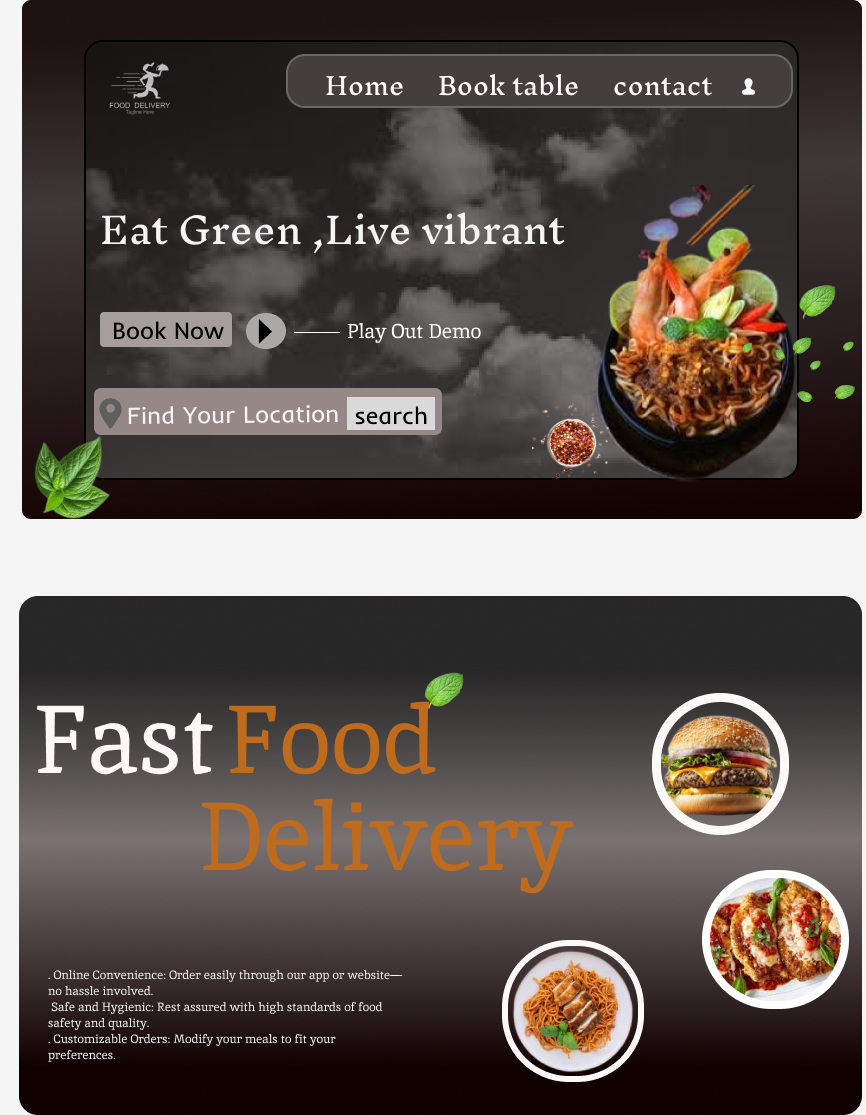 FOOD DELIVERY
Tagline Here
Home Book table contact
Eat Green ,Live vibrant
Book Now Play Out Demo
Find Your Location search
Fast Food
Delivery
. Online Convenience: Order easily through our app or website—
no hassle involved.
Safe and Hygienic: Rest assured with high standards of food
safety and quality.
. Customizable Orders: Modify your meals to fit your
preferences.